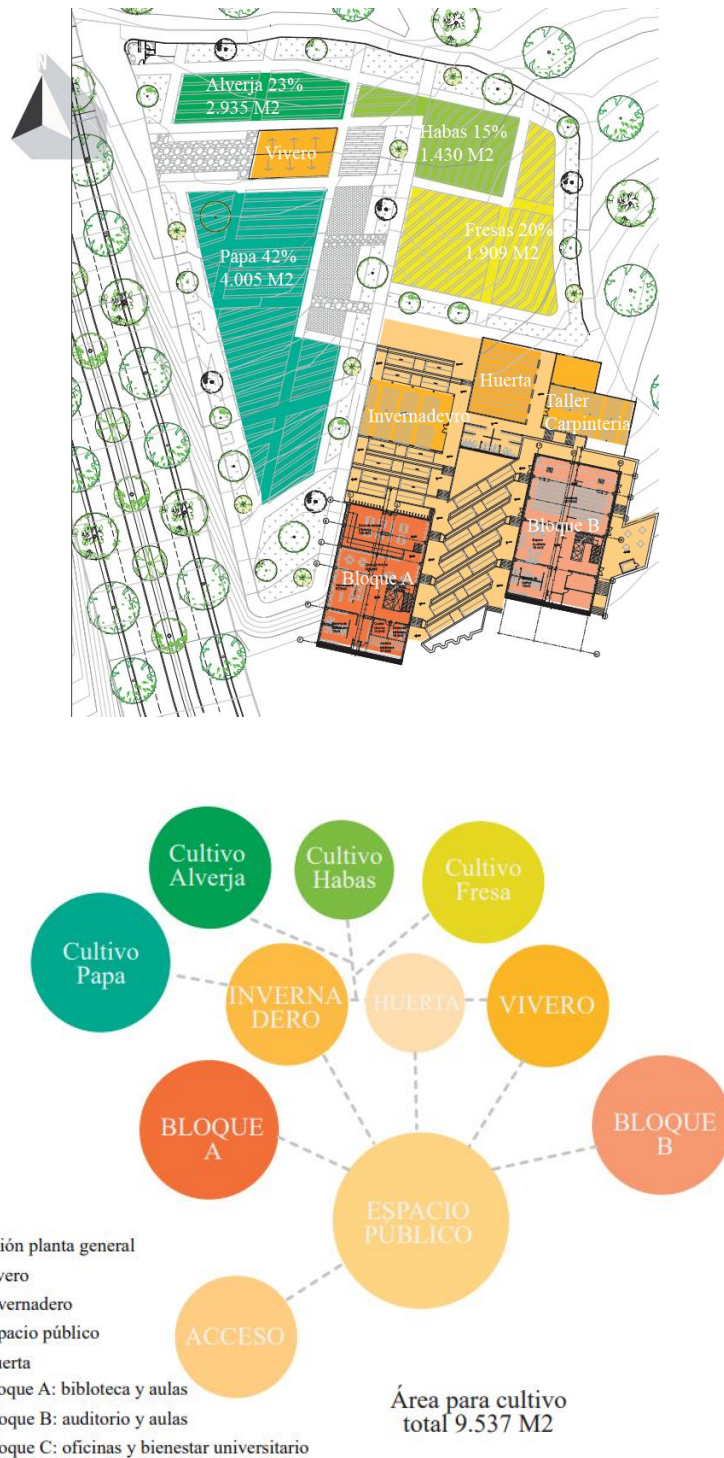 N
Alverja 23%
2.935 M2
Habas 15%
1.430 M2
Vivero
Fresas 20%
1.909 M2
Papa 42%
4.005 M2
Huerta
Taller
Carpinteria
Invernadeyro
Bloque B
Bloque A
Cultivo
Alverja
Cultivo
Habas
Cultivo
Fresa
Cultivo
Papa
INVERNA
DERO
HUERTA
VIVERO
BLOQUE
A
BLOQUE
B
ESPACIO
PÚBLICO
ACCESO
ión planta general
vero
vernadero
pacio público
uerta
oque A: bibloteca y aulas
oque B: auditorio y aulas
oque C: oficinas y bienestar universitario
Área para cultivo
total 9.537 M2